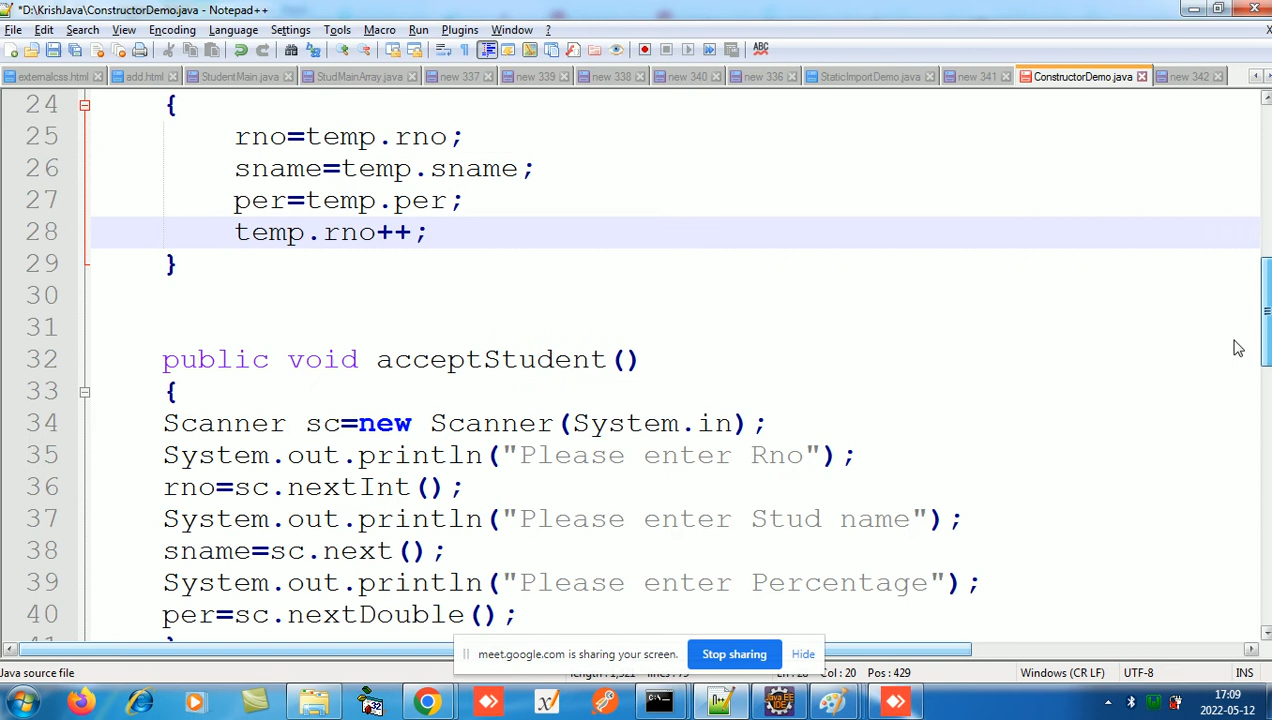 *D:\KrishJava\ConstructorDemo.java - Notepad++
File Edit Search View Encoding Language Settings Tools Macro Run Plugins Window ?
externalcss.html add.html StudentMain.java StudMainArray.java new 337 new 339 new 338 new 340 new 336 StaticImportDemo.java new 341 ConstructorDemo.java new 342
24 {
25 rno=temp.rno;
26 sname=temp.sname;
27 per=temp.per;
28 temp.rno++;
29 }
30
31
32 public void acceptStudent()
33 {
34 Scanner sc=new Scanner(System.in);
35 System.out.println("Please enter Rno");
36 rno=sc.nextInt();
37 System.out.println("Please enter Stud name");
38 sname=sc.next();
39 System.out.println("Please enter Percentage");
40 per=sc.nextDouble();
meet.google.com is sharing your screen. Stop sharing Hide
Java source file Col : 20 Pos : 429 Windows (CR LF) UTF-8 INS
17:09
2022-05-12